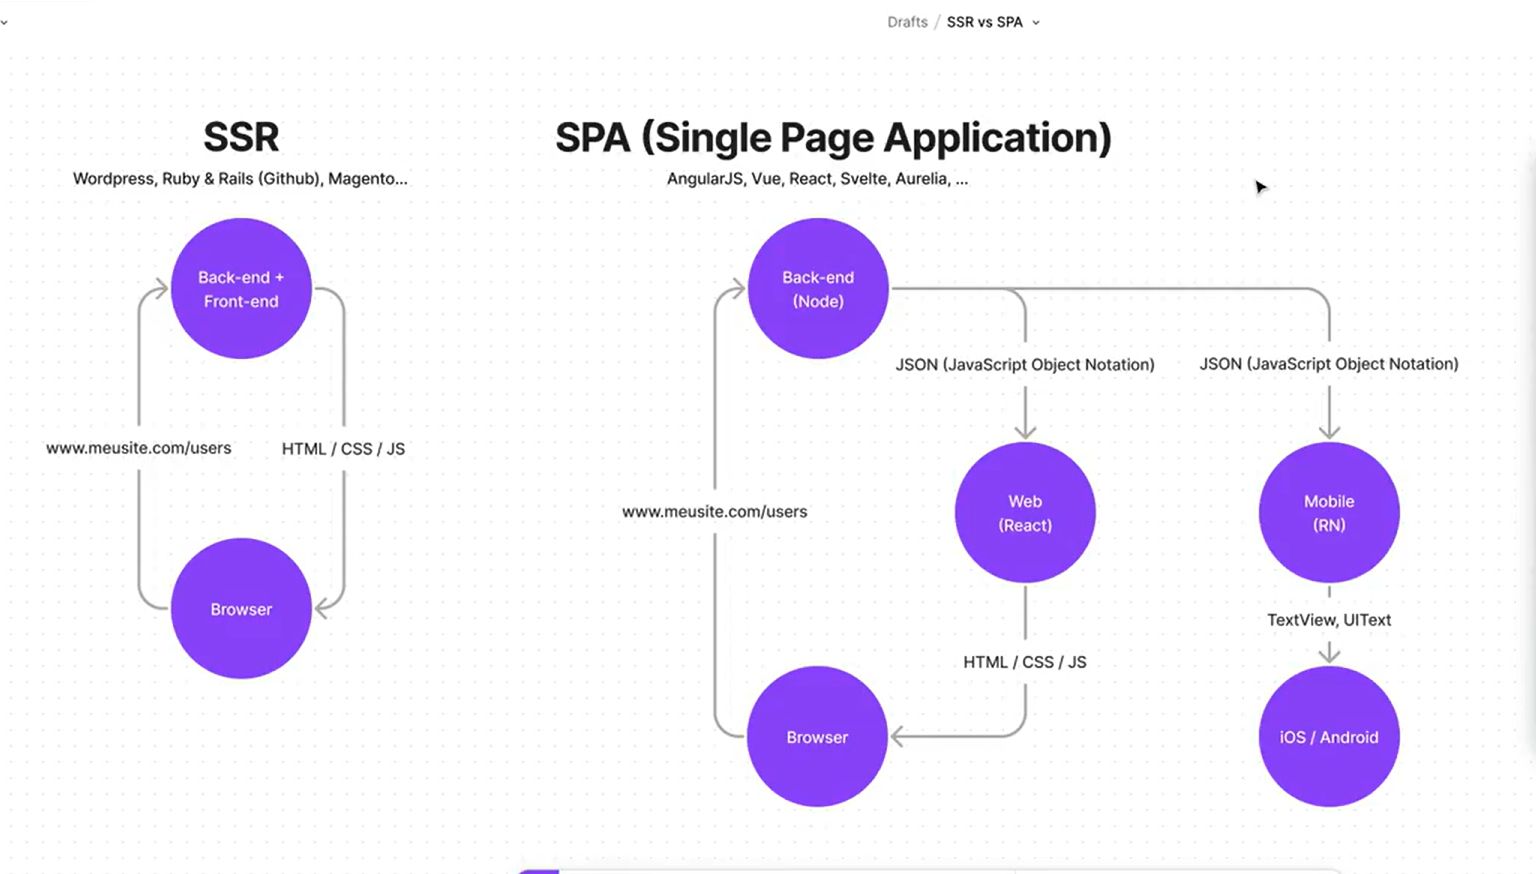 Drafts / SSR vs SPA
SSR
Wordpress, Ruby & Rails (Github), Magento...
Back-end +
Front-end
www.meusite.com/users
HTML / CSS / JS
Browser
SPA (Single Page Application)
AngularJS, Vue, React, Svelte, Aurelia, ...
Back-end
(Node)
JSON (JavaScript Object Notation)
JSON (JavaScript Object Notation)
www.meusite.com/users
Web
(React)
Mobile
(RN)
TextView, UIText
HTML / CSS / JS
Browser
iOS / Android